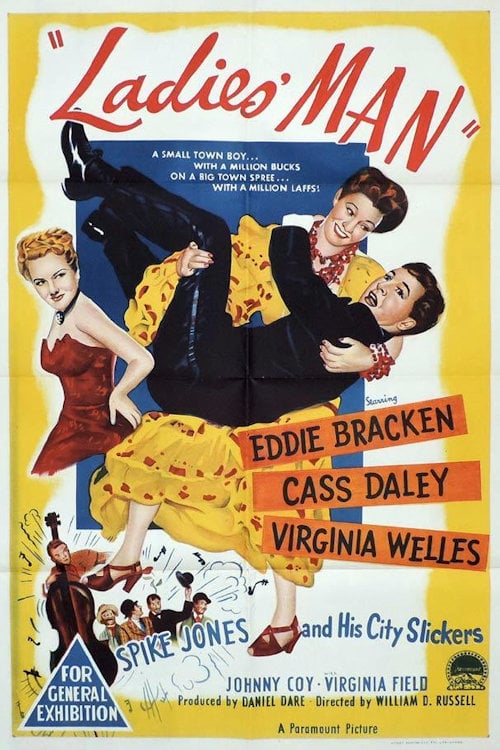 "Ladies' MAN"
A SMALL TOWN BOY...
WITH A MILLION BUCKS
ON A BIG TOWN SPREE...
WITH A MILLION LAFFS!
Starring
EDDIE BRACKEN
CASS DALEY
VIRGINIA WELLES
SPIKE JONES
and His City Slickers
JOHNNY COY · with VIRGINIA FIELD
Produced by DANIEL DARE · Directed by WILLIAM D. RUSSELL
A Paramount Picture
FOR
GENERAL
EXHIBITION
Paramount